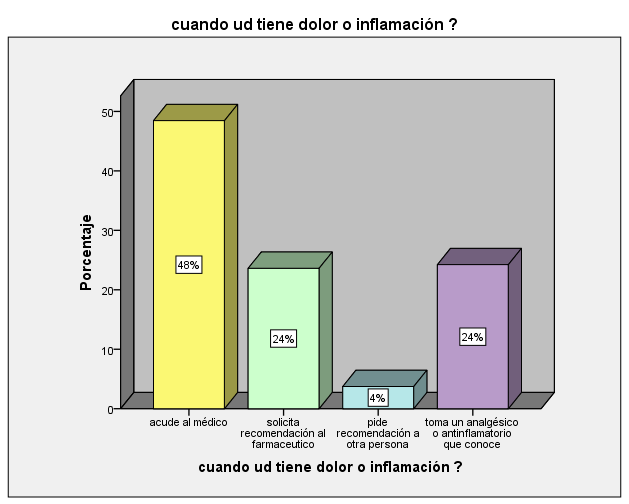 cuando ud tiene dolor o inflamación ?
50
40
30
20
10
0
Porcentaje
48%
24%
4%
24%
acude al médico
solicita
recomendación al
farmaceutico
pide
recomendación a
otra persona
toma un analgésico
o antinflamatorio
que conoce
cuando ud tiene dolor o inflamación ?